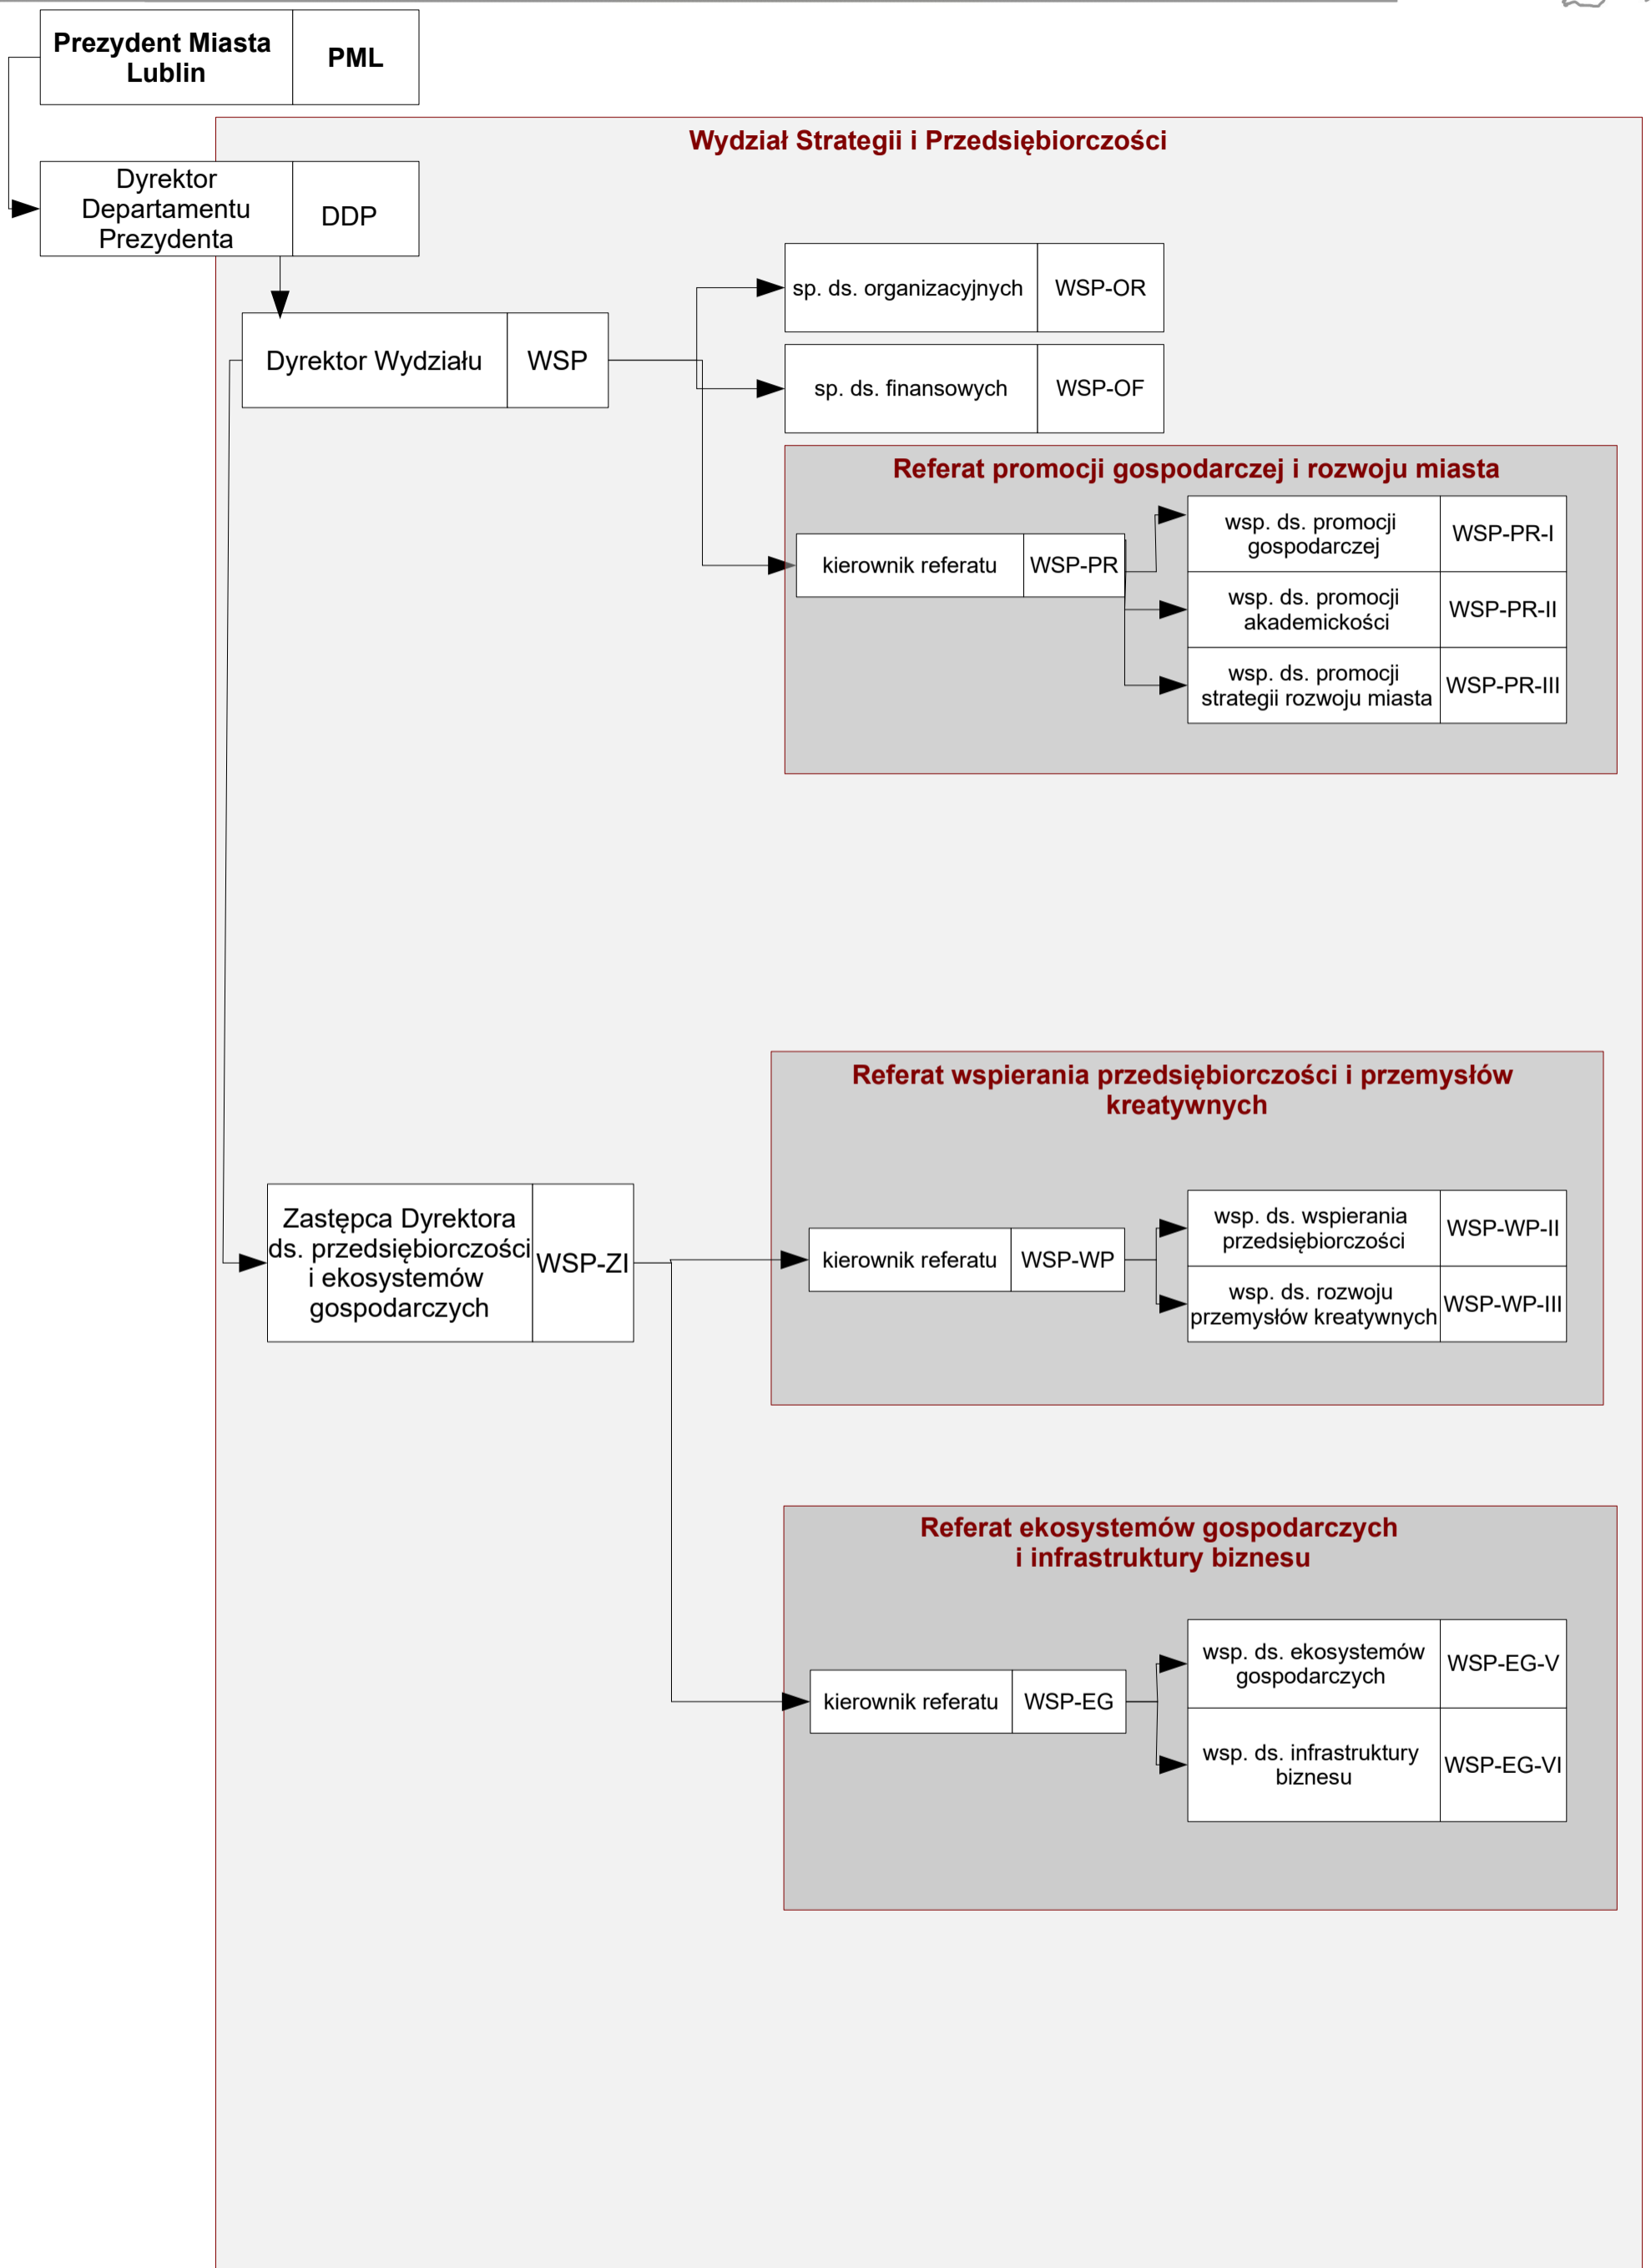 Prezydent Miasta
Lublin
PML
Wydział Strategii i Przedsiębiorczości
Dyrektor
Departamentu
Prezydenta
DDP
sp. ds. organizacyjnych
WSP-OR
Dyrektor Wydziału
WSP
sp. ds. finansowych
WSP-OF
Referat promocji gospodarczej i rozwoju miasta
kierownik referatu
WSP-PR
wsp. ds. promocji
gospodarczej
WSP-PR-I
wsp. ds. promocji
akademickości
WSP-PR-II
wsp. ds. promocji
strategii rozwoju miasta
WSP-PR-III
Referat wspierania przedsiębiorczości i przemysłów
kreatywnych
Zastępca Dyrektora
ds. przedsiębiorczości
i ekosystemów
gospodarczych
WSP-ZI
kierownik referatu
WSP-WP
wsp. ds. wspierania
przedsiębiorczości
WSP-WP-II
wsp. ds. rozwoju
przemysłów kreatywnych
WSP-WP-III
Referat ekosystemów gospodarczych
i infrastruktury biznesu
kierownik referatu
WSP-EG
wsp. ds. ekosystemów
gospodarczych
WSP-EG-V
wsp. ds. infrastruktury
biznesu
WSP-EG-VI